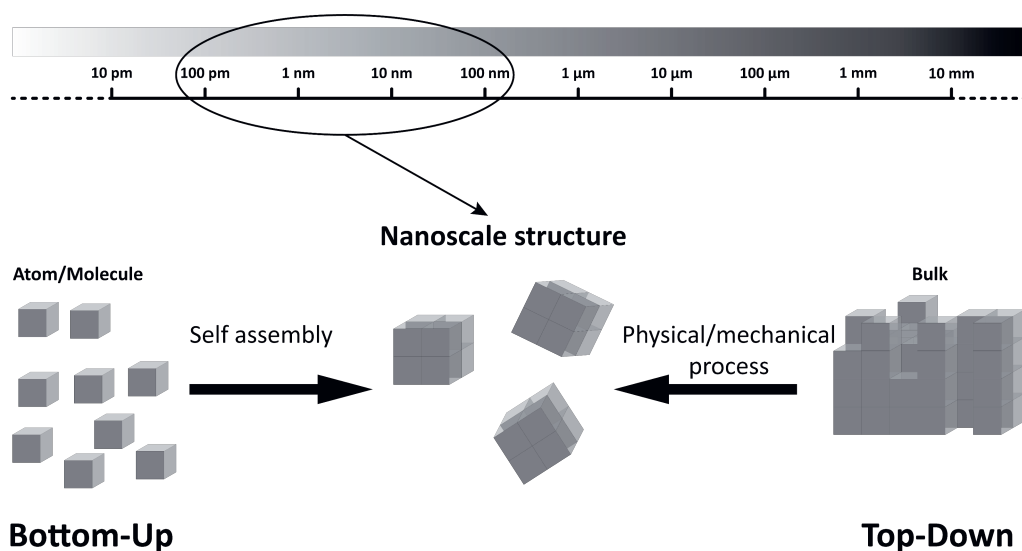 10 pm 100 pm 1 nm 10 nm 100 nm 1 µm 10 µm 100 µm 1 mm 10 mm
Nanoscale structure
Atom/Molecule
Bulk
Self assembly
Physical/mechanical
process
Bottom-Up
Top-Down